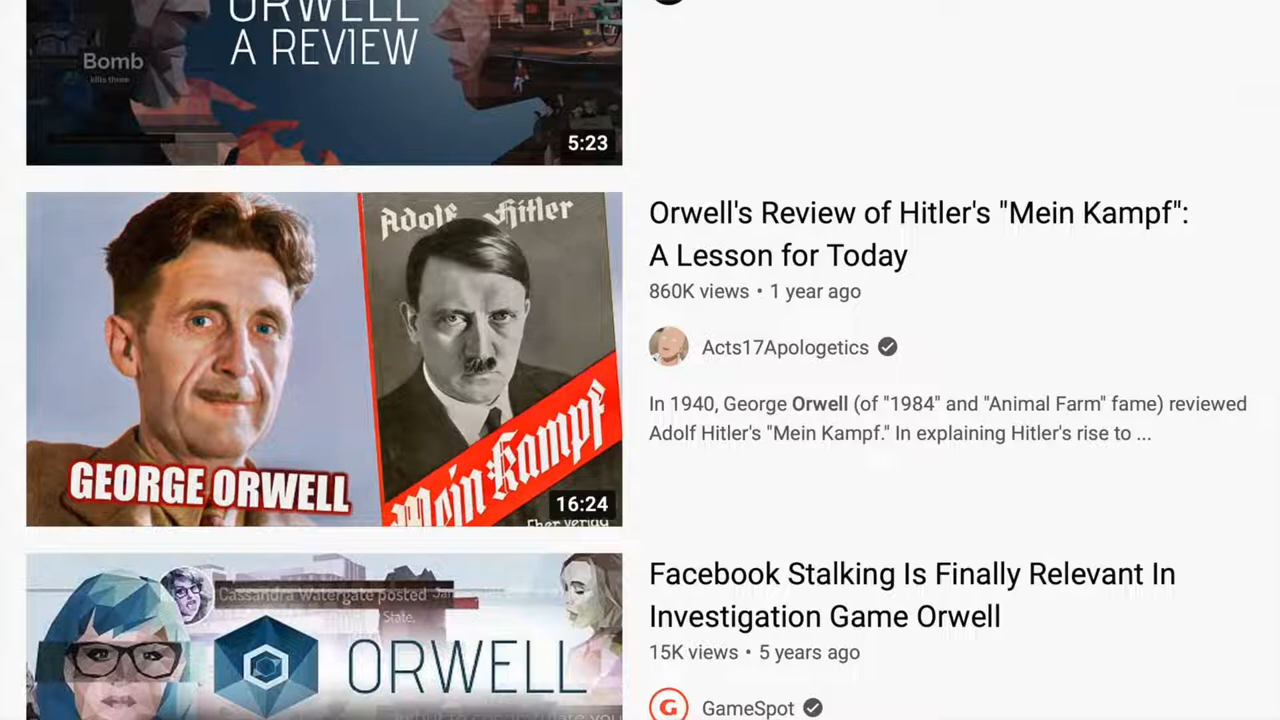 ORWELL
A REVIEW
Bomb
kills three
5:23
Adolf Hitler
GEORGE ORWELL
Mein Kampf
16:24
Orwell's Review of Hitler's "Mein Kampf":
A Lesson for Today
860K views • 1 year ago
Acts17Apologetics
In 1940, George Orwell (of "1984" and "Animal Farm" fame) reviewed
Adolf Hitler's "Mein Kampf." In explaining Hitler's rise to ...
Cassandra Watergate posted
State.
ORWELL
Facebook Stalking Is Finally Relevant In
Investigation Game Orwell
15K views • 5 years ago
G
GameSpot